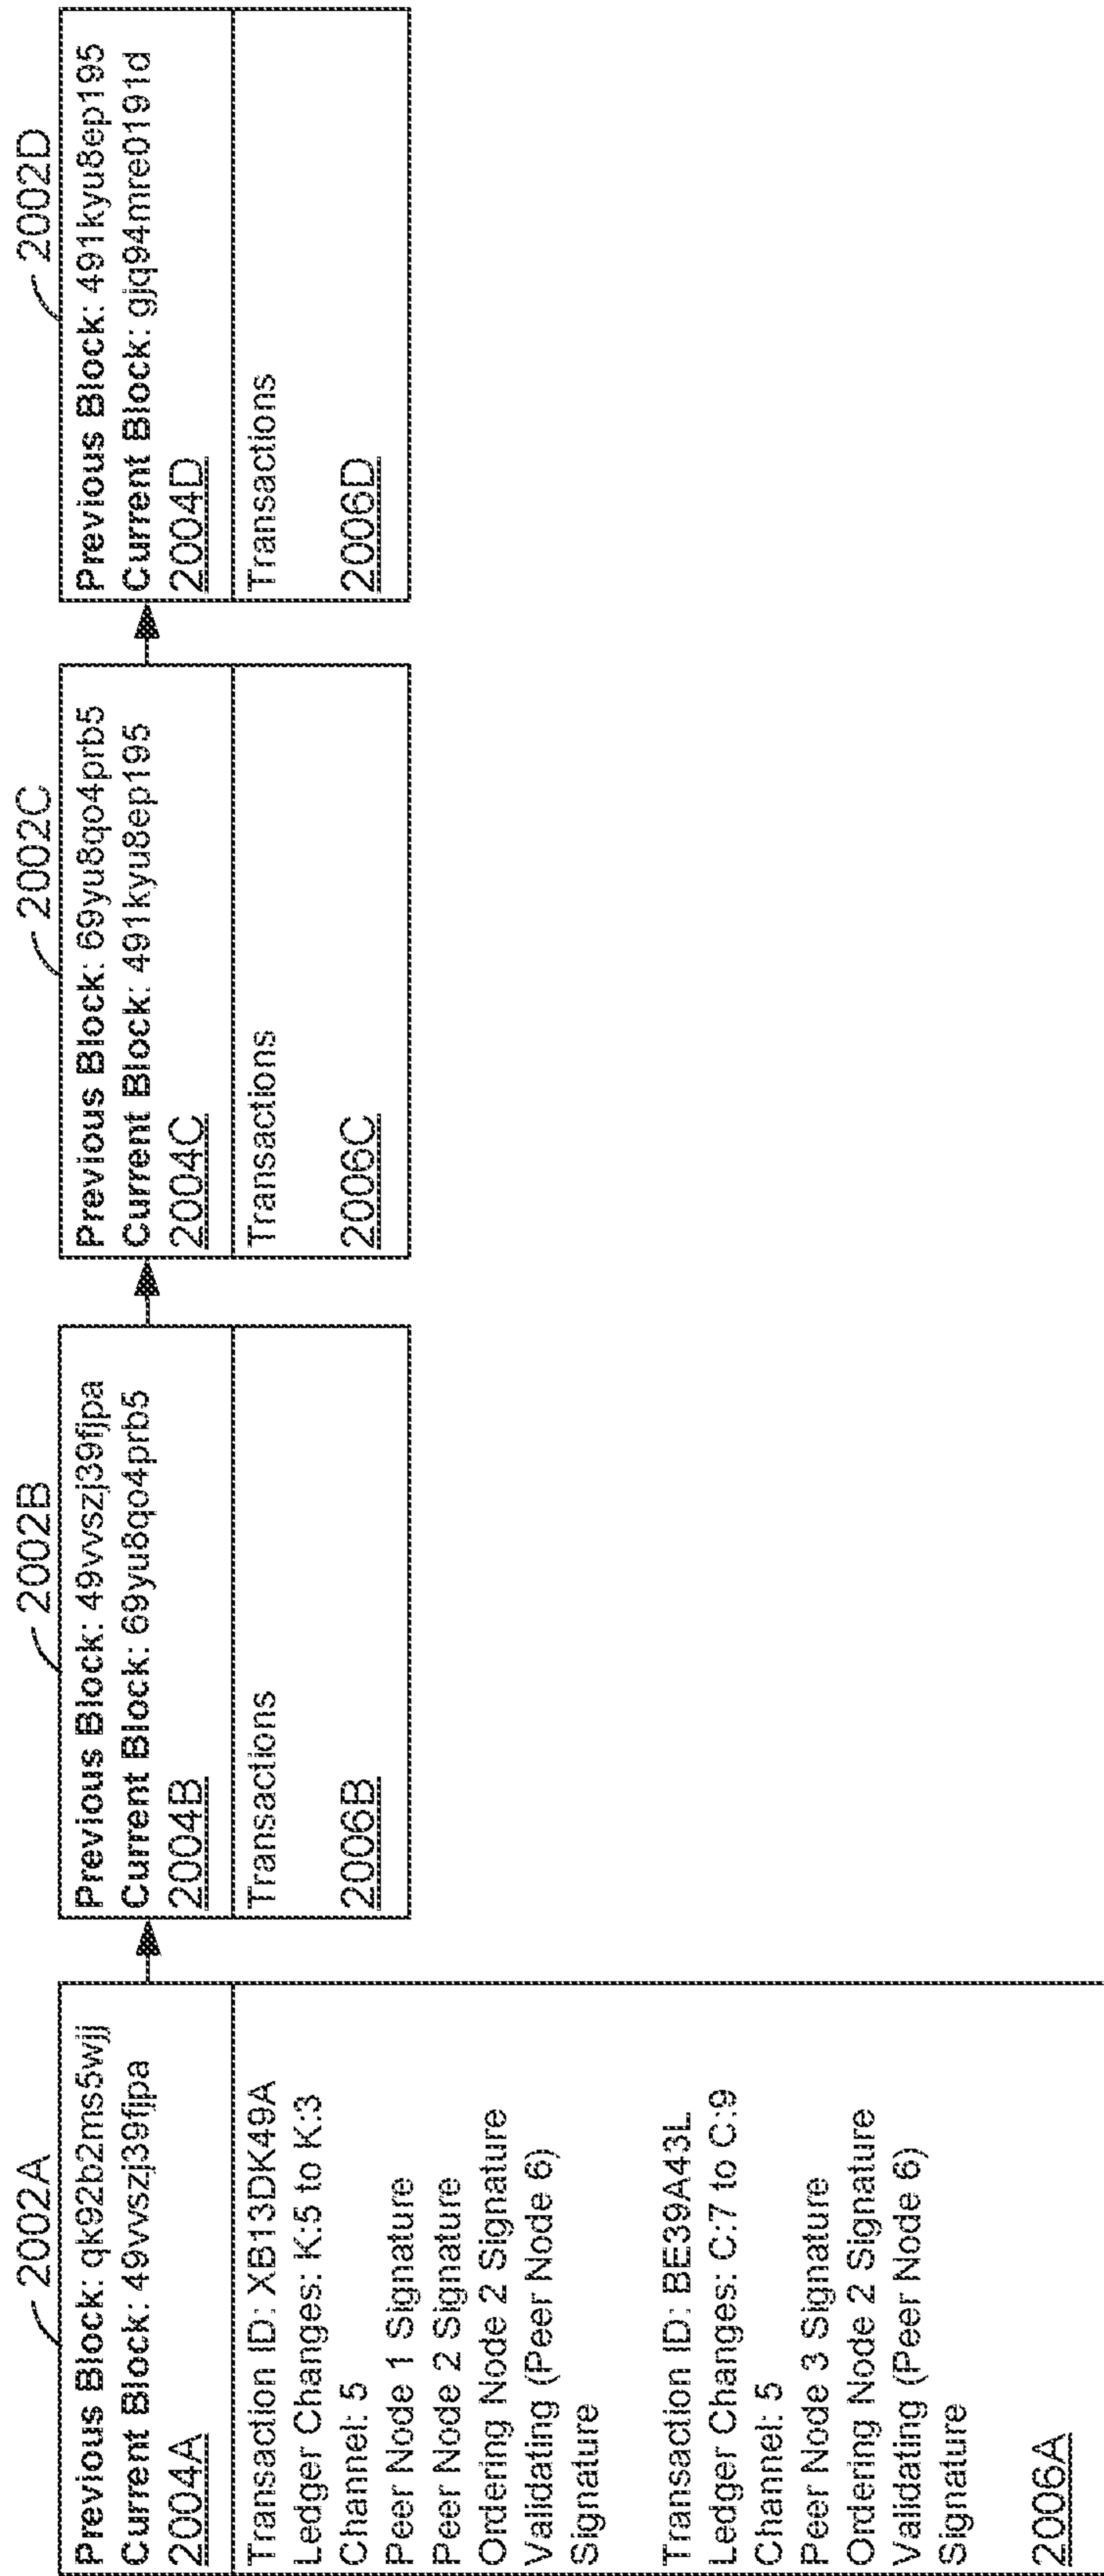 2002A
Previous Block: qk92b2ms5wjj
Current Block: 49vvszj39fjpa
2004A
Transaction ID: XB13DK49A
Ledger Changes: K:5 to K:3
Channel: 5
Peer Node 1 Signature
Peer Node 2 Signature
Ordering Node 2 Signature
Validating (Peer Node 6)
Signature
Transaction ID: BE39A43L
Ledger Changes: C:7 to C:9
Channel: 5
Peer Node 3 Signature
Ordering Node 2 Signature
Validating (Peer Node 6)
Signature
2006A
2002B
Previous Block: 49vvszj39fjpa
Current Block: 69yu8qo4prb5
2004B
Transactions
2006B
2002C
Previous Block: 69yu8qo4prb5
Current Block: 491kyu8ep195
2004C
Transactions
2006C
2002D
Previous Block: 491kyu8ep195
Current Block: gjq94mre0191d
2004D
Transactions
2006D